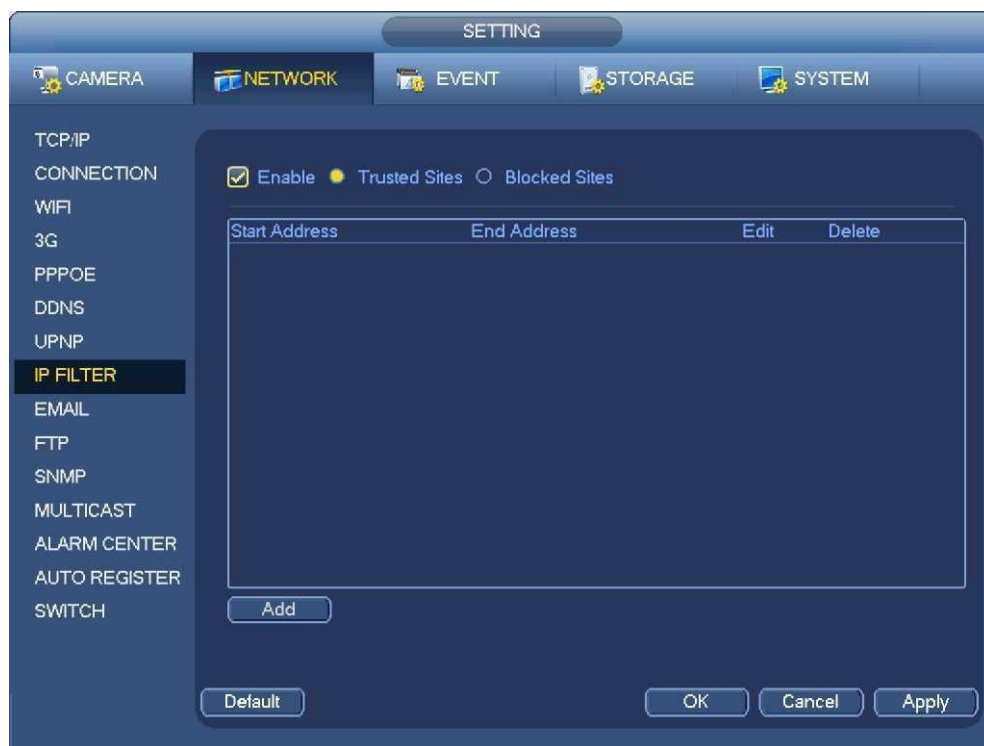 SETTING
CAMERA NETWORK EVENT STORAGE SYSTEM
TCP/IP
CONNECTION
WIFI
3G
PPPOE
DDNS
UPNP
IP FILTER
EMAIL
FTP
SNMP
MULTICAST
ALARM CENTER
AUTO REGISTER
SWITCH
Enable Trusted Sites Blocked Sites
Start Address End Address Edit Delete
Add
Default OK Cancel Apply